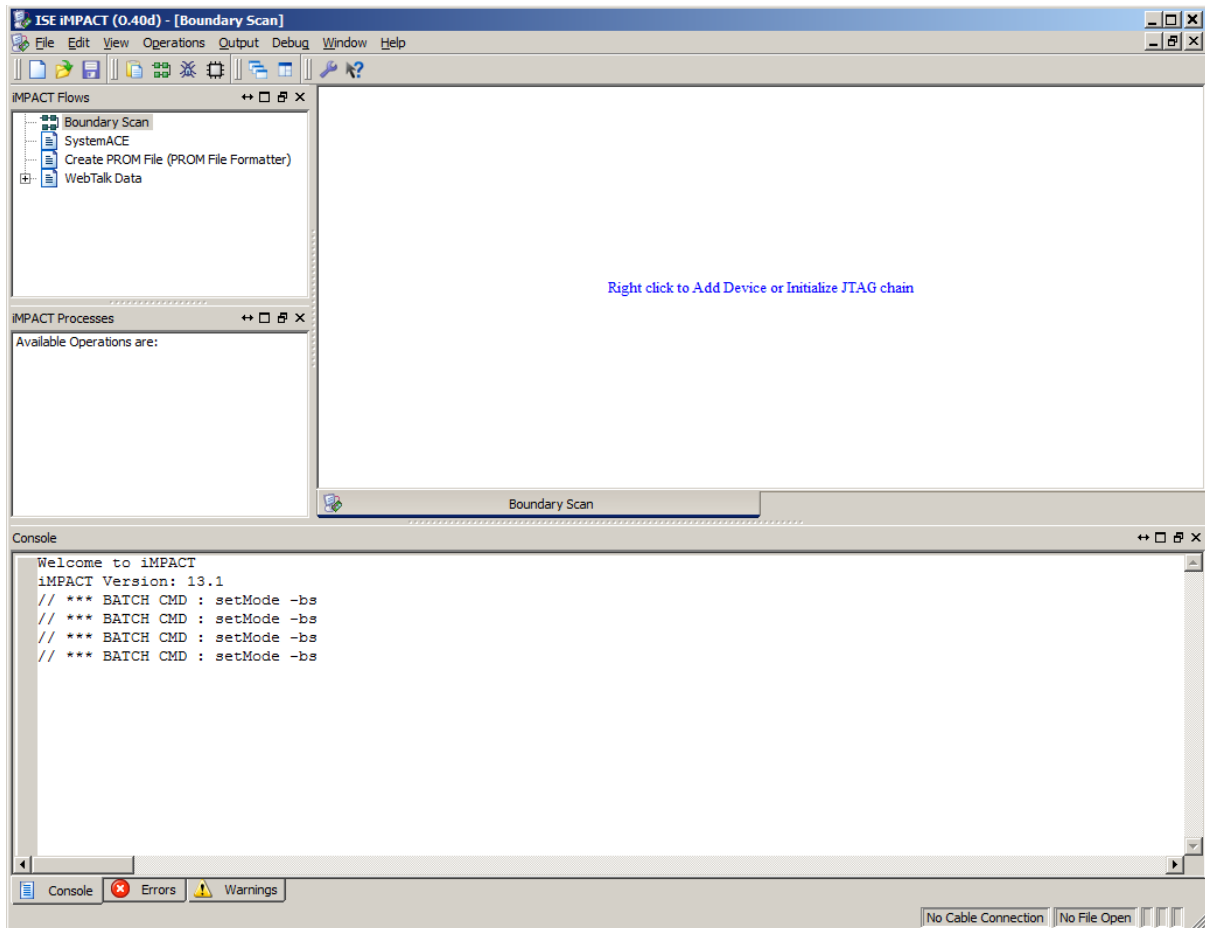 ISE iMPACT (0.40d) - [Boundary Scan]
File Edit View Operations Output Debug Window Help
iMPACT Flows
Boundary Scan
SystemACE
Create PROM File (PROM File Formatter)
WebTalk Data
Right click to Add Device or Initialize JTAG chain
iMPACT Processes
Available Operations are:
Boundary Scan
Console
Welcome to iMPACT
iMPACT Version: 13.1
// *** BATCH CMD : setMode -bs
// *** BATCH CMD : setMode -bs
// *** BATCH CMD : setMode -bs
// *** BATCH CMD : setMode -bs
Console Errors Warnings
No Cable Connection No File Open